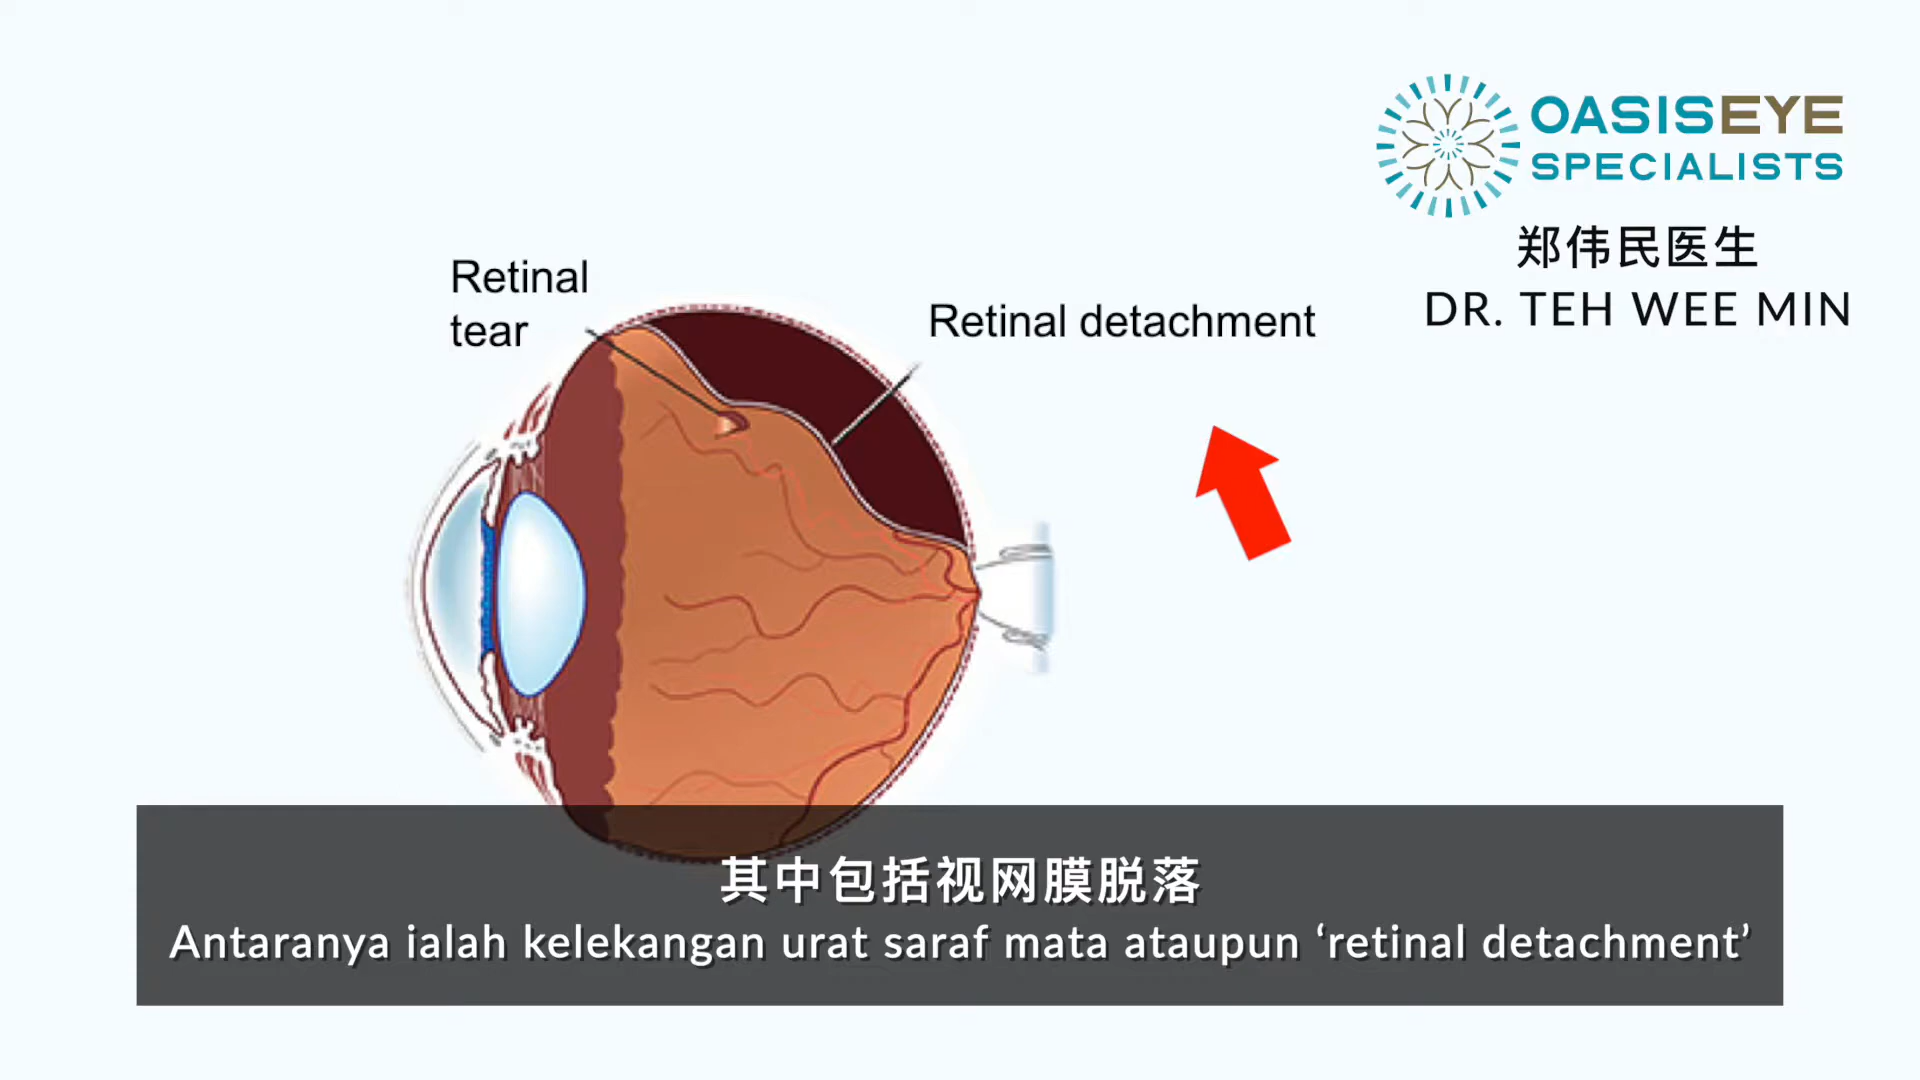 OASISEYE
SPECIALISTS
郑伟民医生
DR. TEH WEE MIN
Retinal
tear
Retinal detachment
其中包括视网膜脱落
Antaranya ialah kelekangan urat saraf mata ataupun ‘retinal detachment’